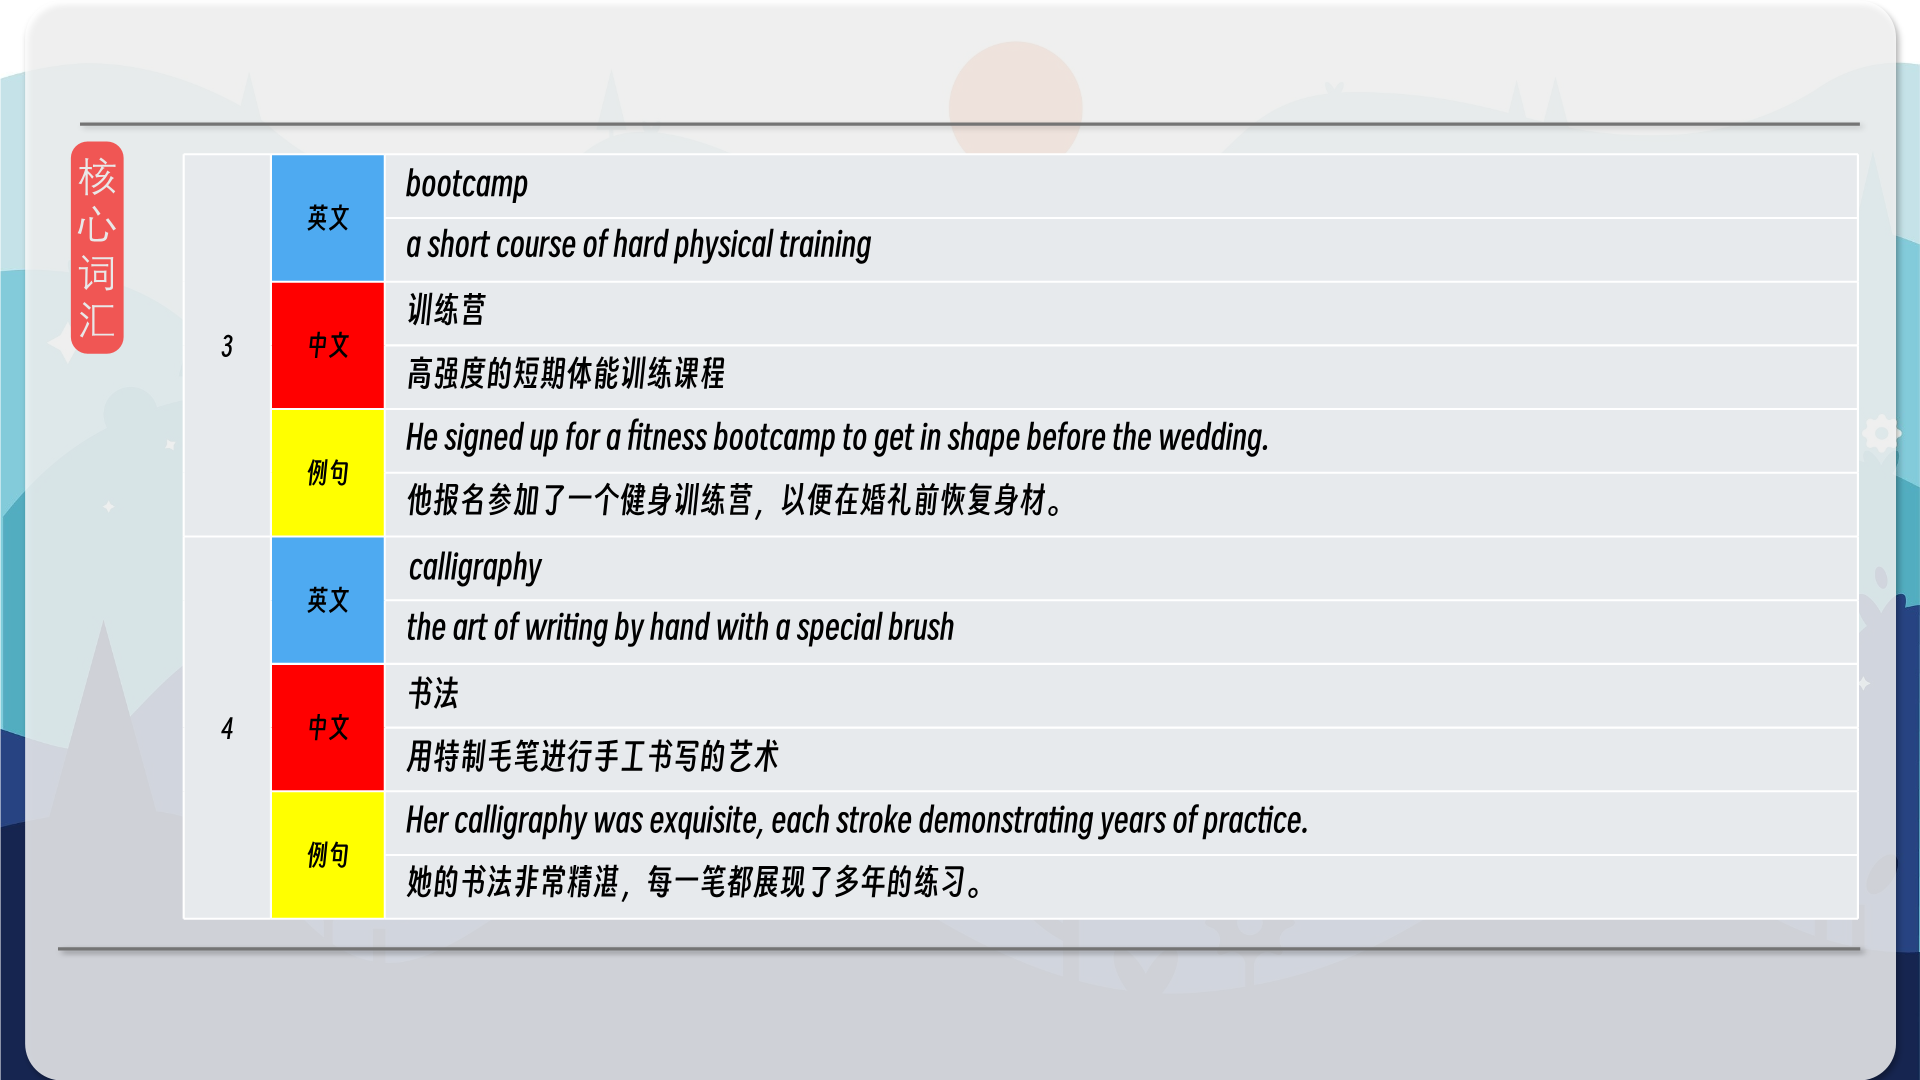 核心词汇
3
英文
bootcamp
a short course of hard physical training
中文
训练营
高强度的短期体能训练课程
例句
He signed up for a fitness bootcamp to get in shape before the wedding.
他报名参加了一个健身训练营，以便在婚礼前恢复身材。
4
英文
calligraphy
the art of writing by hand with a special brush
中文
书法
用特制毛笔进行手工书写的艺术
例句
Her calligraphy was exquisite, each stroke demonstrating years of practice.
她的书法非常精湛，每一笔都展现了多年的练习。